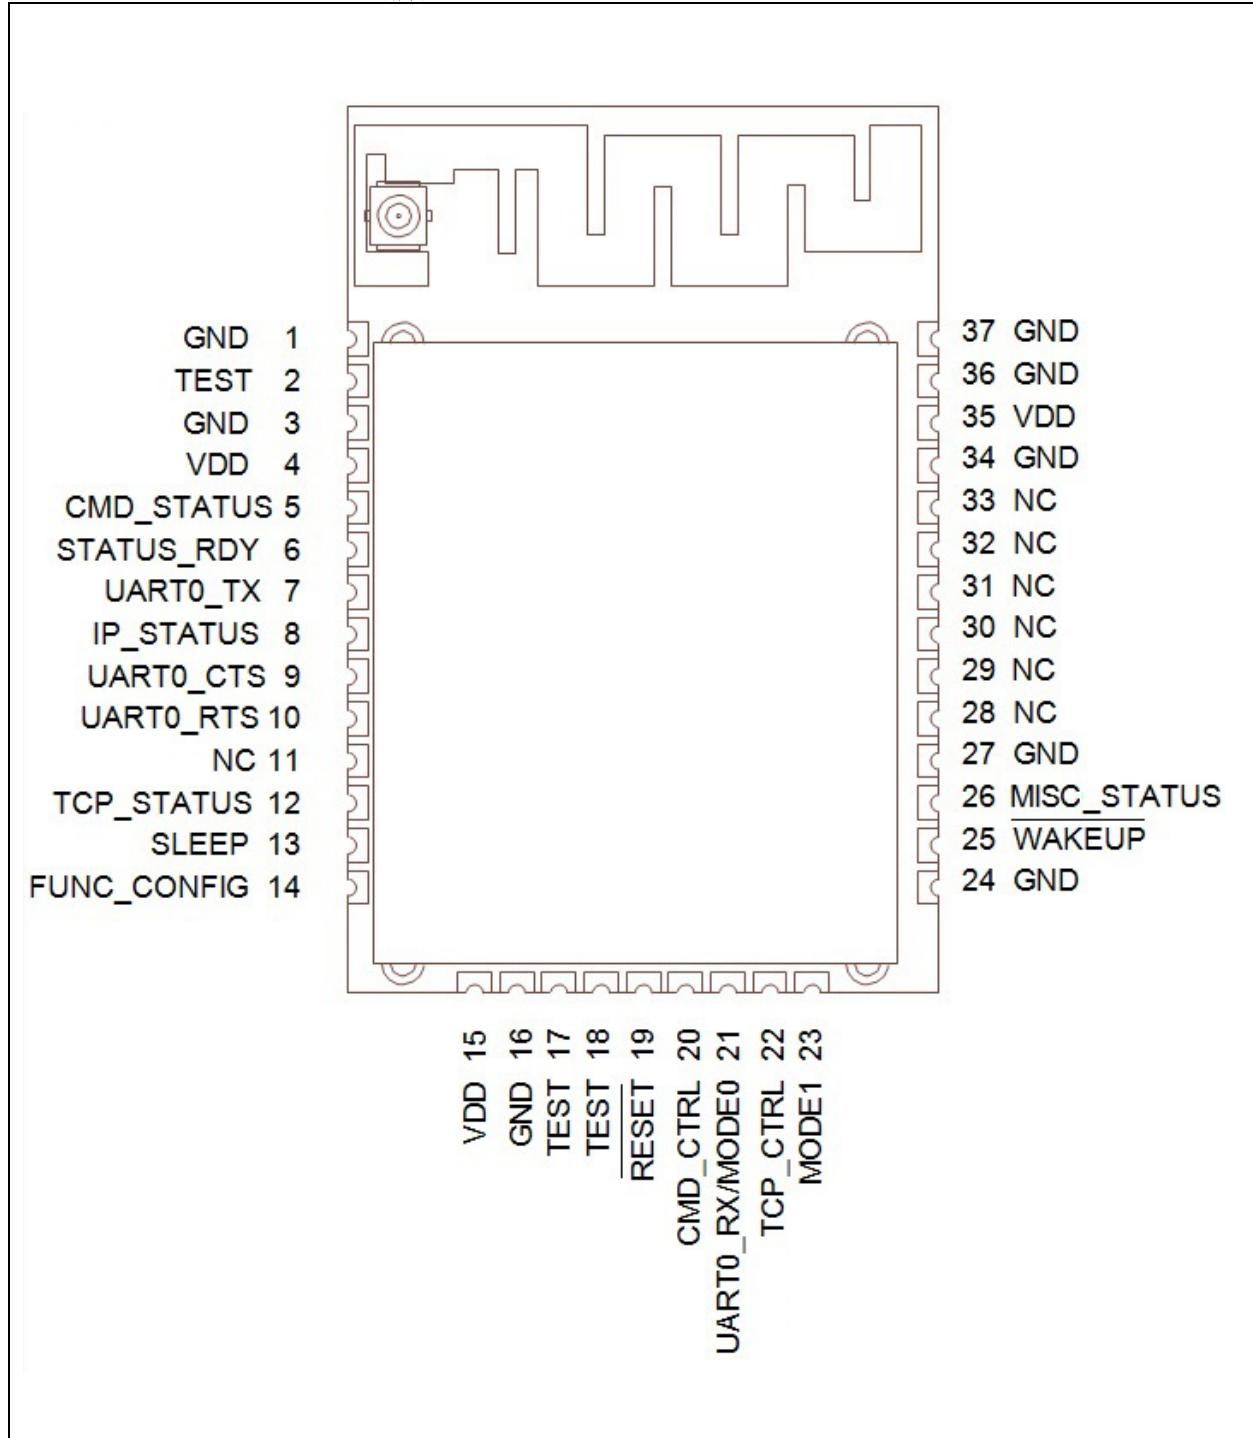 GND 1
TEST 2
GND 3
VDD 4
CMD_STATUS 5
STATUS_RDY 6
UART0_TX 7
IP_STATUS 8
UART0_CTS 9
UART0_RTS 10
NC 11
TCP_STATUS 12
SLEEP 13
FUNC_CONFIG 14
VDD 15
GND 16
TEST 17
TEST 18
RESET 19
CMD_CTRL 20
UART0_RX/MODE0 21
TCP_CTRL 22
MODE1 23
37 GND
36 GND
35 VDD
34 GND
33 NC
32 NC
31 NC
30 NC
29 NC
28 NC
27 GND
26 MISC_STATUS
25 WAKEUP
24 GND